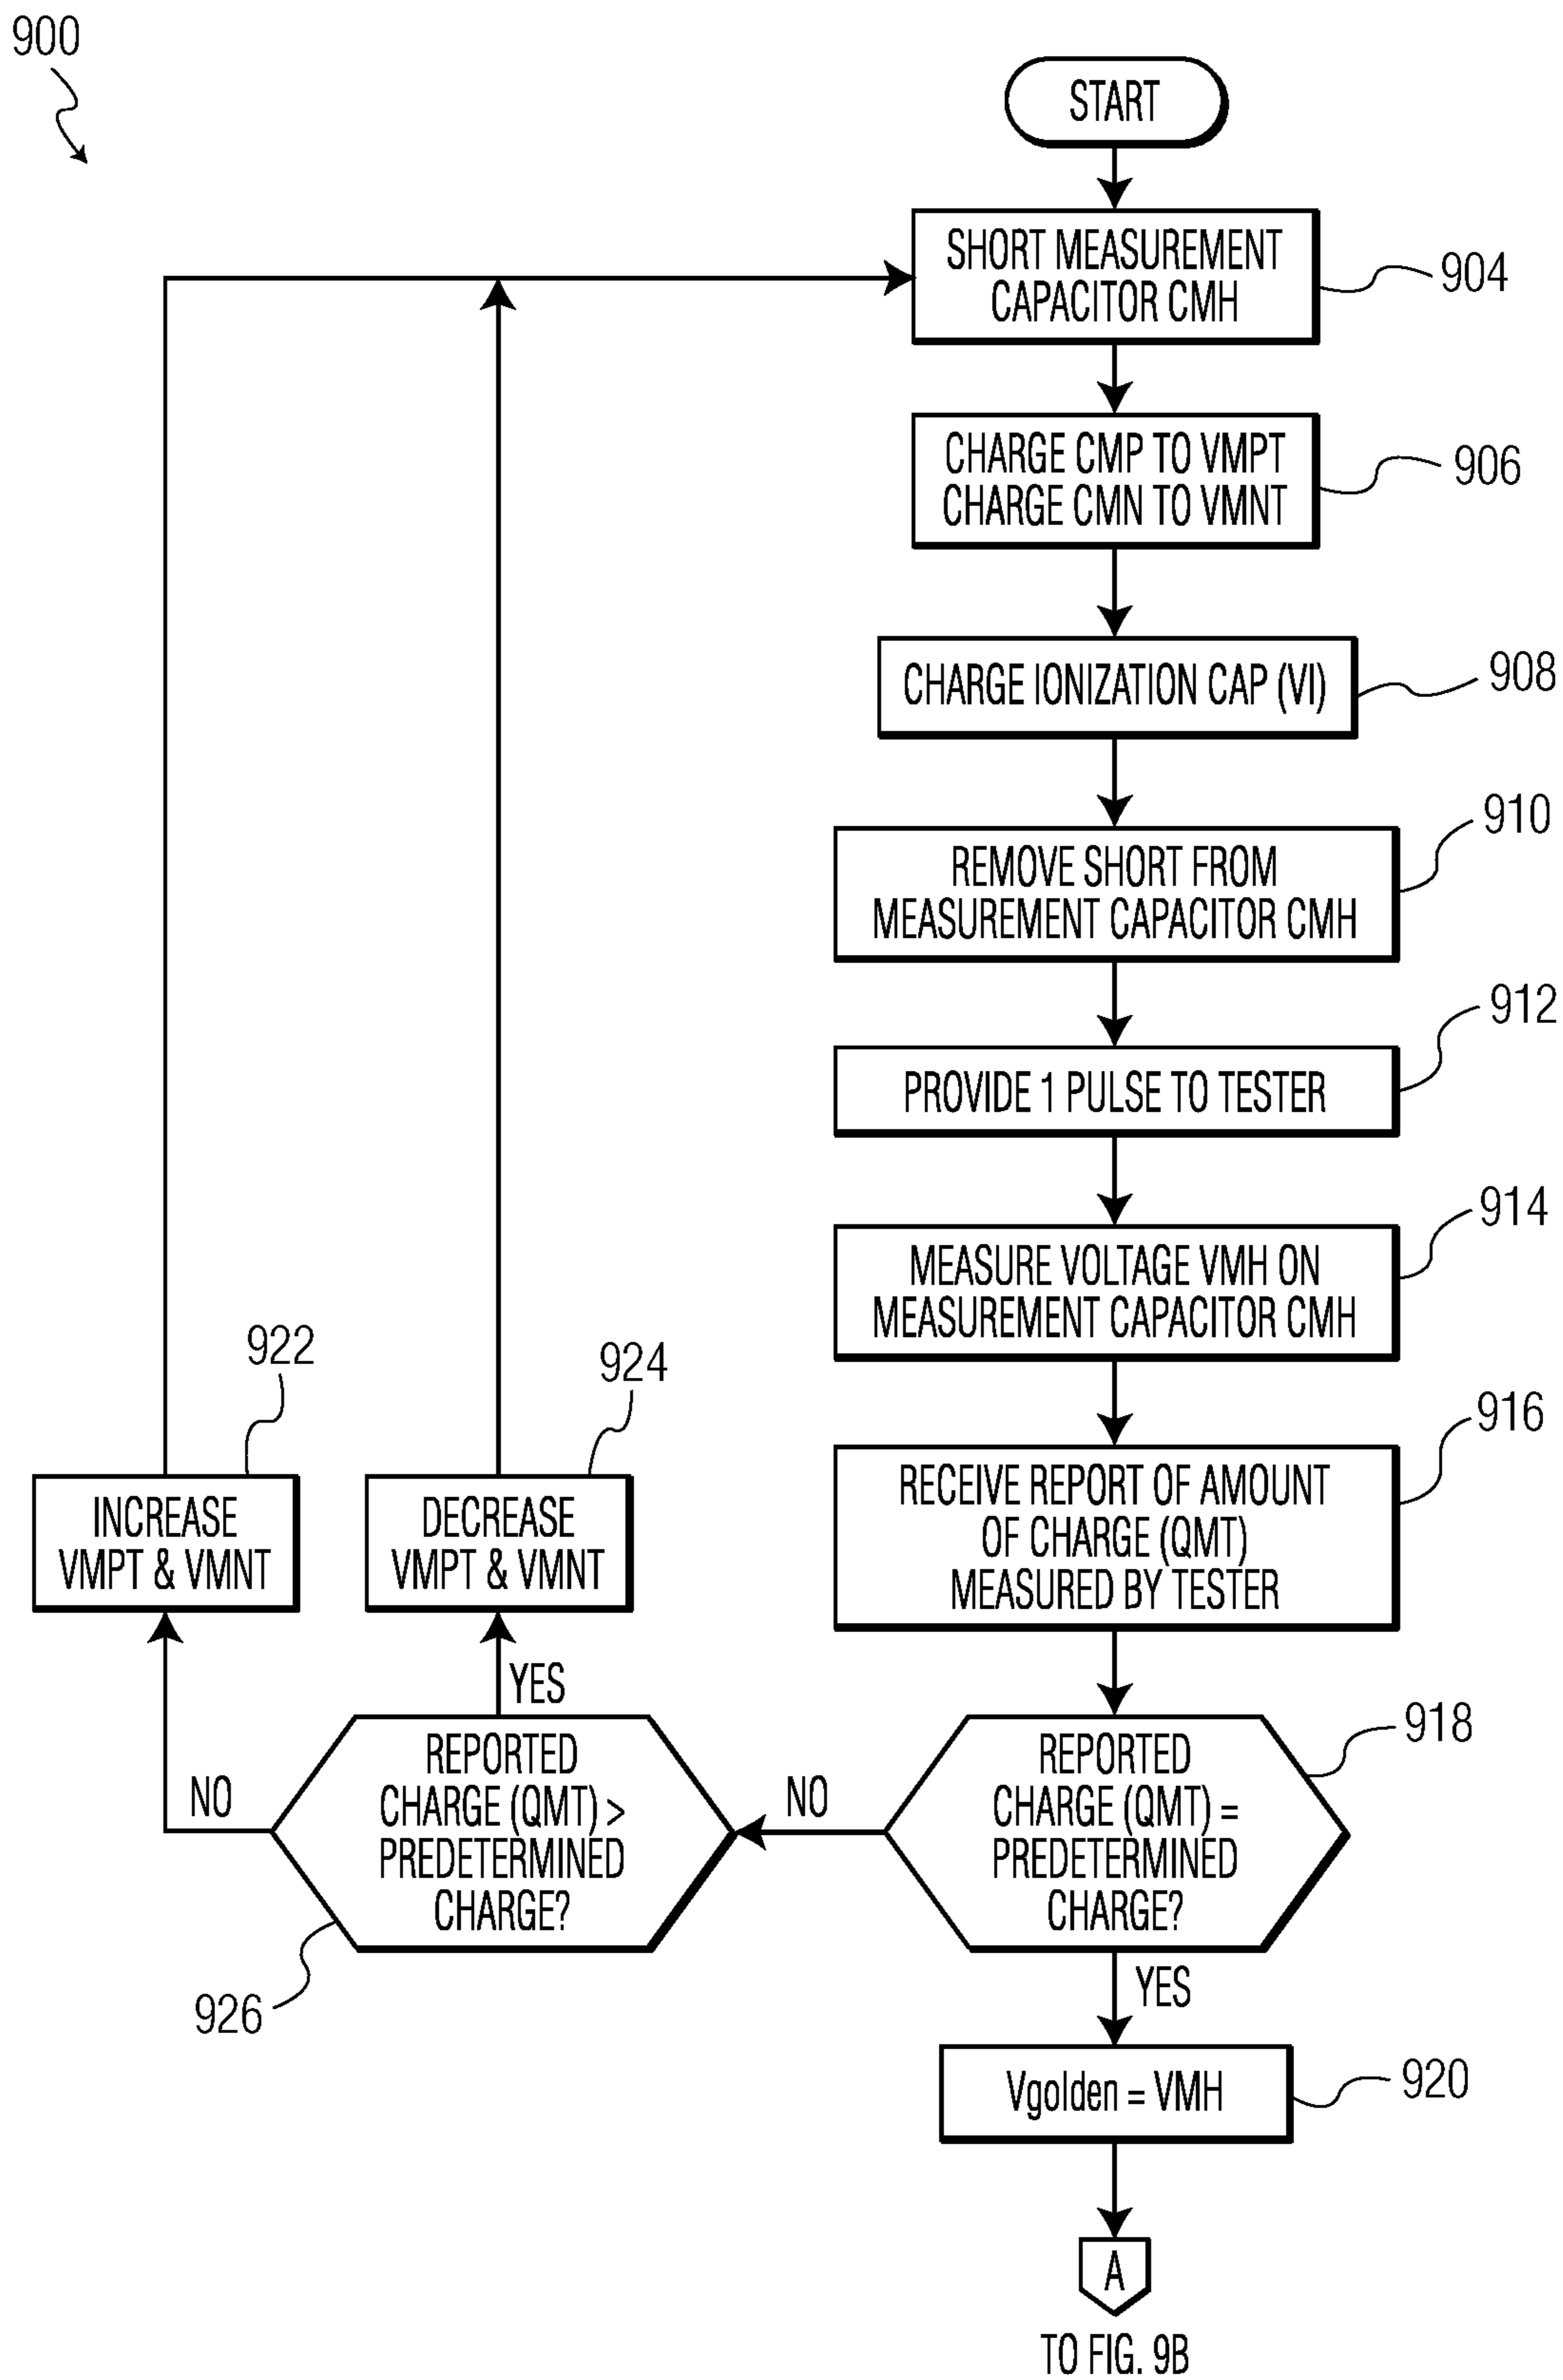 900
START
SHORT MEASUREMENT
CAPACITOR CMH
904
CHARGE CMP TO VMPT
CHARGE CMN TO VMNT
906
CHARGE IONIZATION CAP (VI)
908
REMOVE SHORT FROM
MEASUREMENT CAPACITOR CMH
910
PROVIDE 1 PULSE TO TESTER
912
MEASURE VOLTAGE VMH ON
MEASUREMENT CAPACITOR CMH
914
RECEIVE REPORT OF AMOUNT
OF CHARGE (QMT)
MEASURED BY TESTER
916
922
INCREASE
VMPT & VMNT
924
DECREASE
VMPT & VMNT
YES
NO
REPORTED
CHARGE (QMT) >
PREDETERMINED
CHARGE?
926
NO
REPORTED
CHARGE (QMT) =
PREDETERMINED
CHARGE?
918
YES
Vgolden = VMH
920
A
TO FIG. 9B